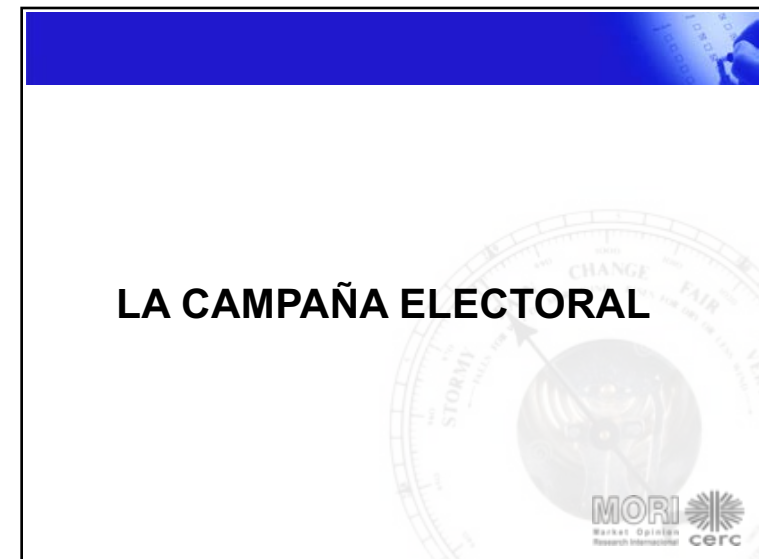 LA CAMPAÑA ELECTORAL
CHANGE
FAIR
STORMY
MORI
Market Opinion
Research Internacional
cerc